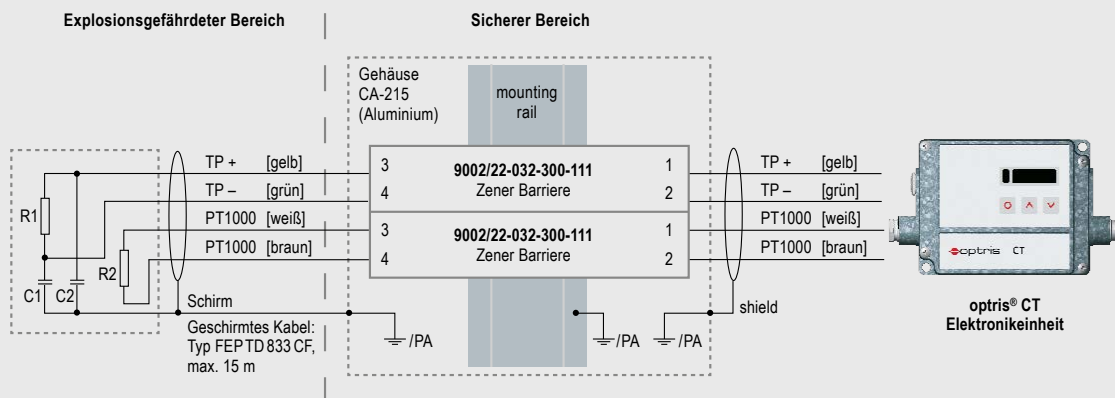 Explosionsgefährdeter Bereich
Sicherer Bereich
Gehäuse
CA-215
(Aluminium)
mounting
rail
TP + [gelb]
TP – [grün]
PT1000 [weiß]
PT1000 [braun]
R1
C1
C2
R2
Schirm
Geschirmtes Kabel:
Typ FEP TD 833 CF,
max. 15 m
3
4
9002/22-032-300-111
Zener Barriere
1
2
3
4
9002/22-032-300-111
Zener Barriere
1
2
/PA
/PA
/PA
TP + [gelb]
TP – [grün]
PT1000 [weiß]
PT1000 [braun]
shield
optris CT
optris® CT
Elektronikeinheit